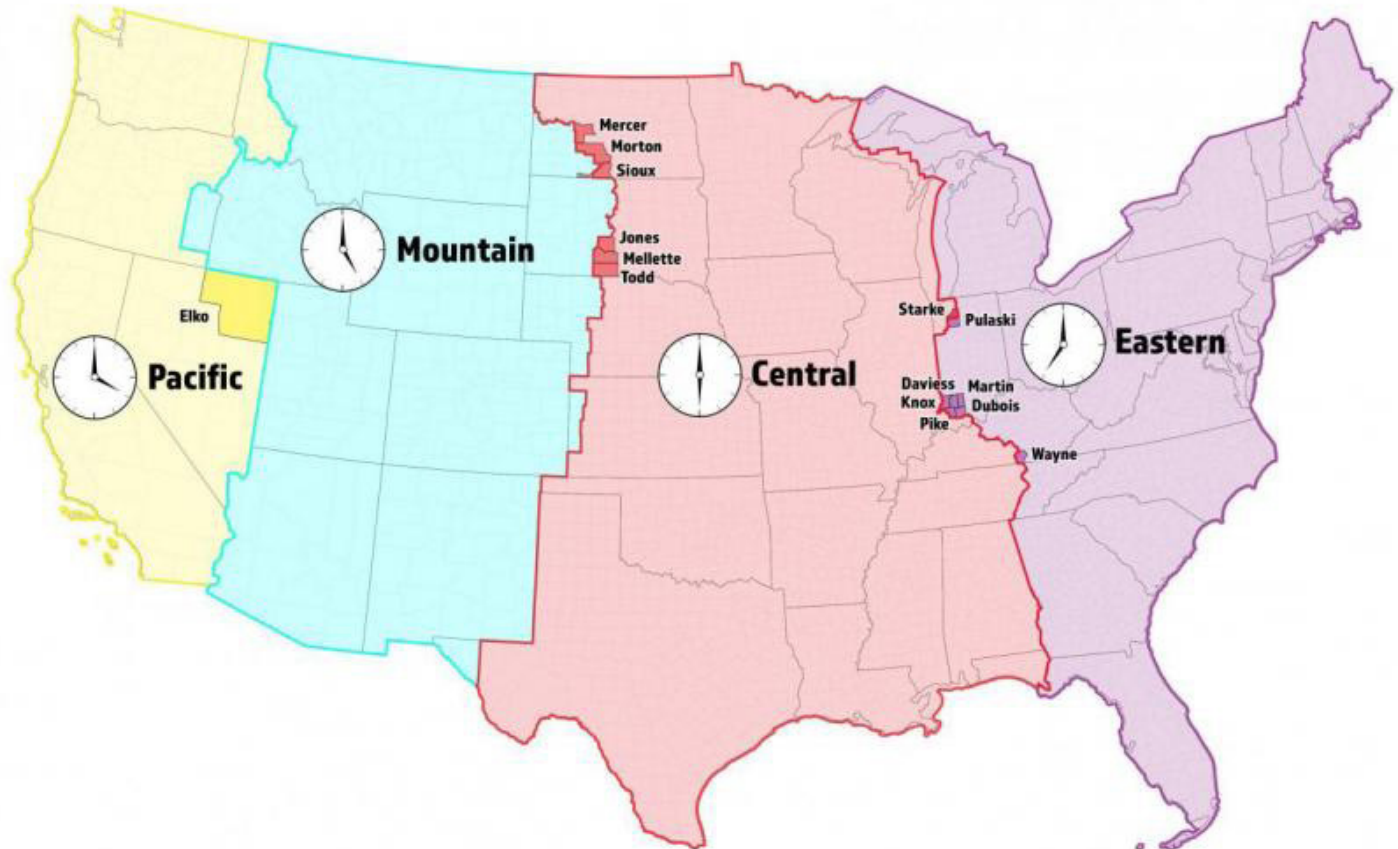 Mercer
Morton
Sioux
Mountain
Jones
Mellette
Todd
Elko
Pacific
Central
Starke
Pulaski
Eastern
Daviess Martin
Knox Dubois
Pike
Wayne